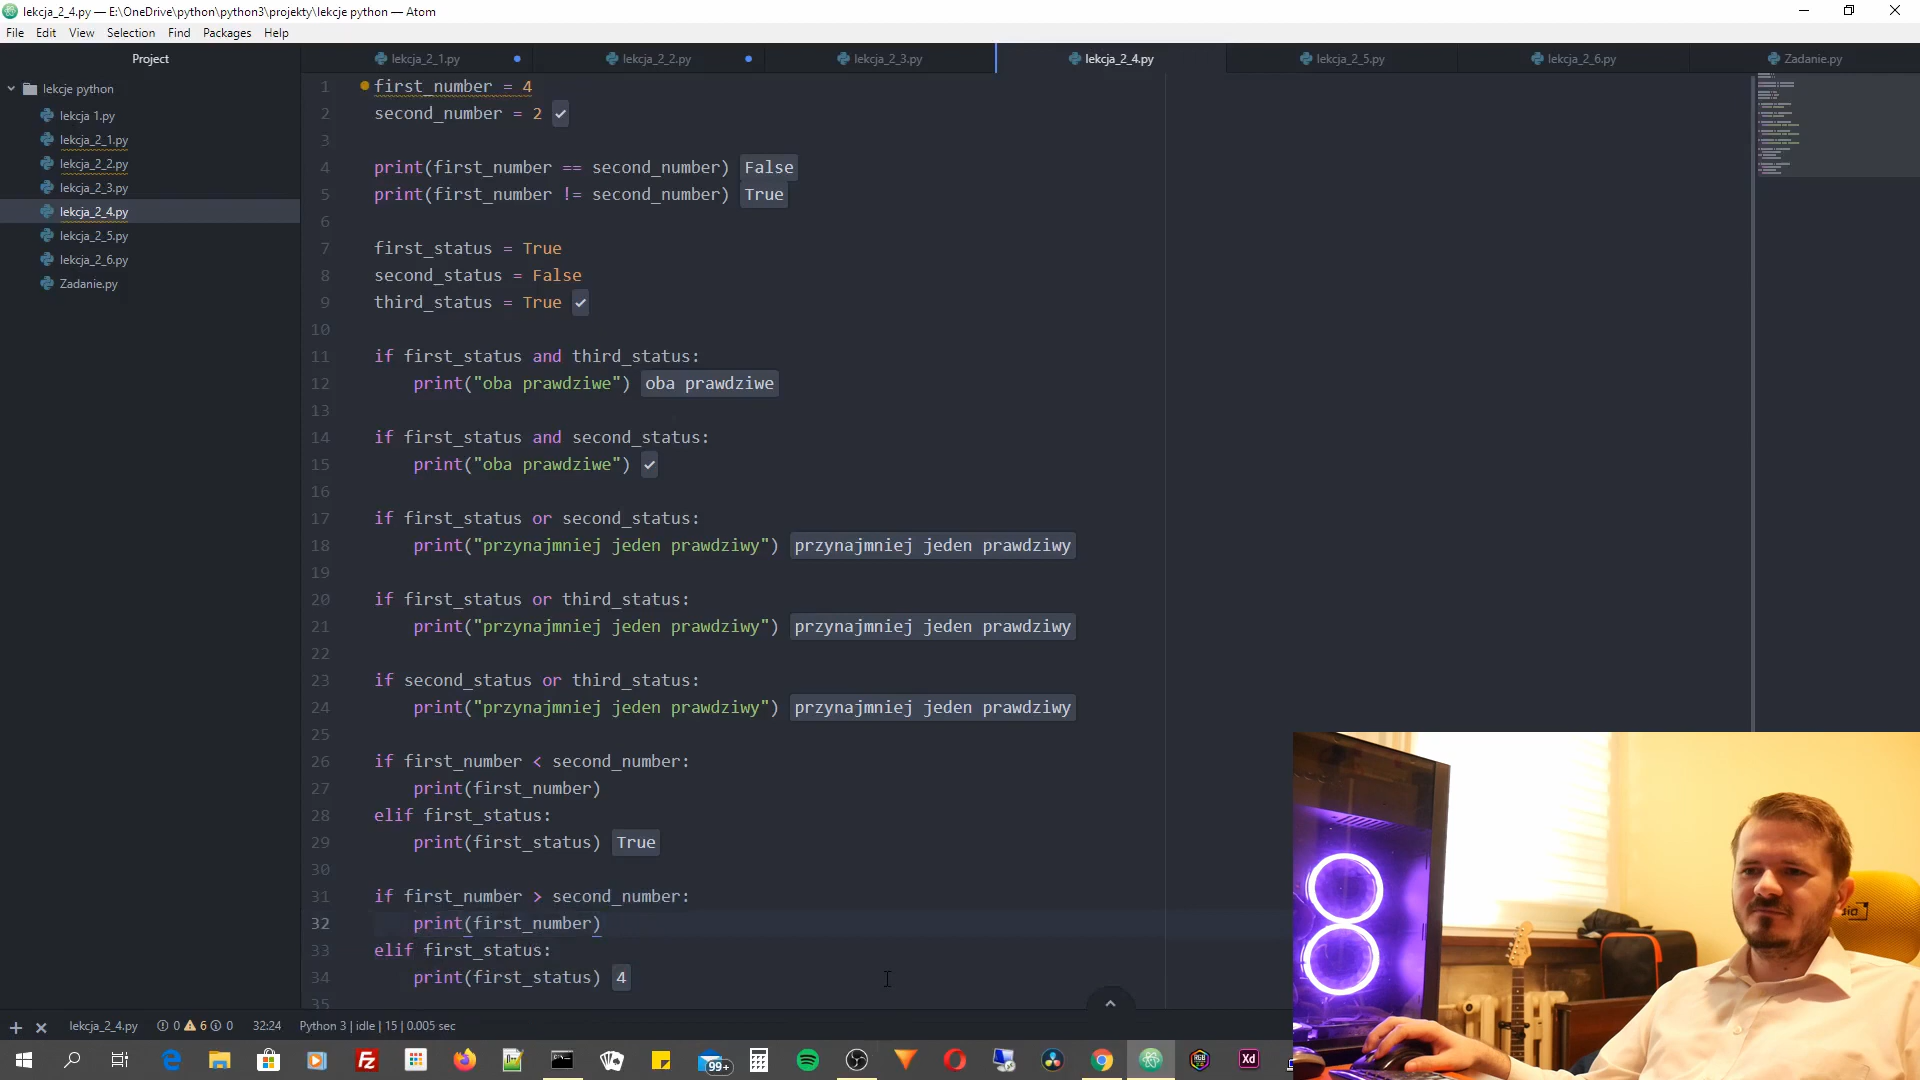 lekcja_2_4.py — E:\OneDrive\python\python3\projekty\lekcje python — Atom
File Edit View Selection Find Packages Help
Project
lekcja_2_1.py lekcja_2_2.py lekcja_2_3.py lekcja_2_4.py lekcja_2_5.py lekcja_2_6.py Zadanie.py
lekcje python
lekcja 1.py
lekcja_2_1.py
lekcja_2_2.py
lekcja_2_3.py
lekcja_2_4.py
lekcja_2_5.py
lekcja_2_6.py
Zadanie.py
1 first_number = 4
2 second_number = 2 ✓
3
4 print(first_number == second_number) False
5 print(first_number != second_number) True
6
7 first_status = True
8 second_status = False
9 third_status = True ✓
10
11 if first_status and third_status:
12 print("oba prawdziwe") oba prawdziwe
13
14 if first_status and second_status:
15 print("oba prawdziwe") ✓
16
17 if first_status or second_status:
18 print("przynajmniej jeden prawdziwy") przynajmniej jeden prawdziwy
19
20 if first_status or third_status:
21 print("przynajmniej jeden prawdziwy") przynajmniej jeden prawdziwy
22
23 if second_status or third_status:
24 print("przynajmniej jeden prawdziwy") przynajmniej jeden prawdziwy
25
26 if first_number < second_number:
27 print(first_number)
28 elif first_status:
29 print(first_status) True
30
31 if first_number > second_number:
32 print(first_number)
33 elif first_status:
34 print(first_status) 4
35
lekcja_2_4.py 0 6 0 32:24 Python 3 | idle | 15 | 0.005 sec
99+
Xd